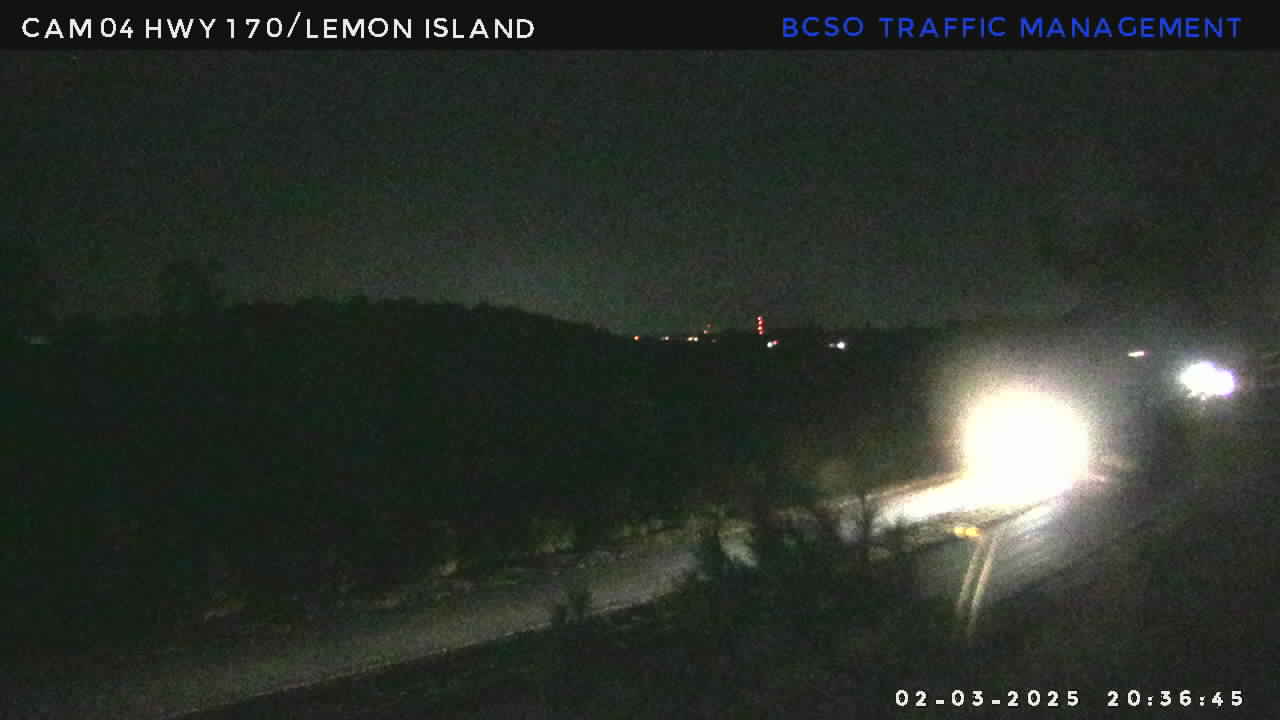 CAM04 HWY 170/LEMON ISLAND
BCSO TRAFFIC MANAGEMENT
02-03-2025 20:36:45